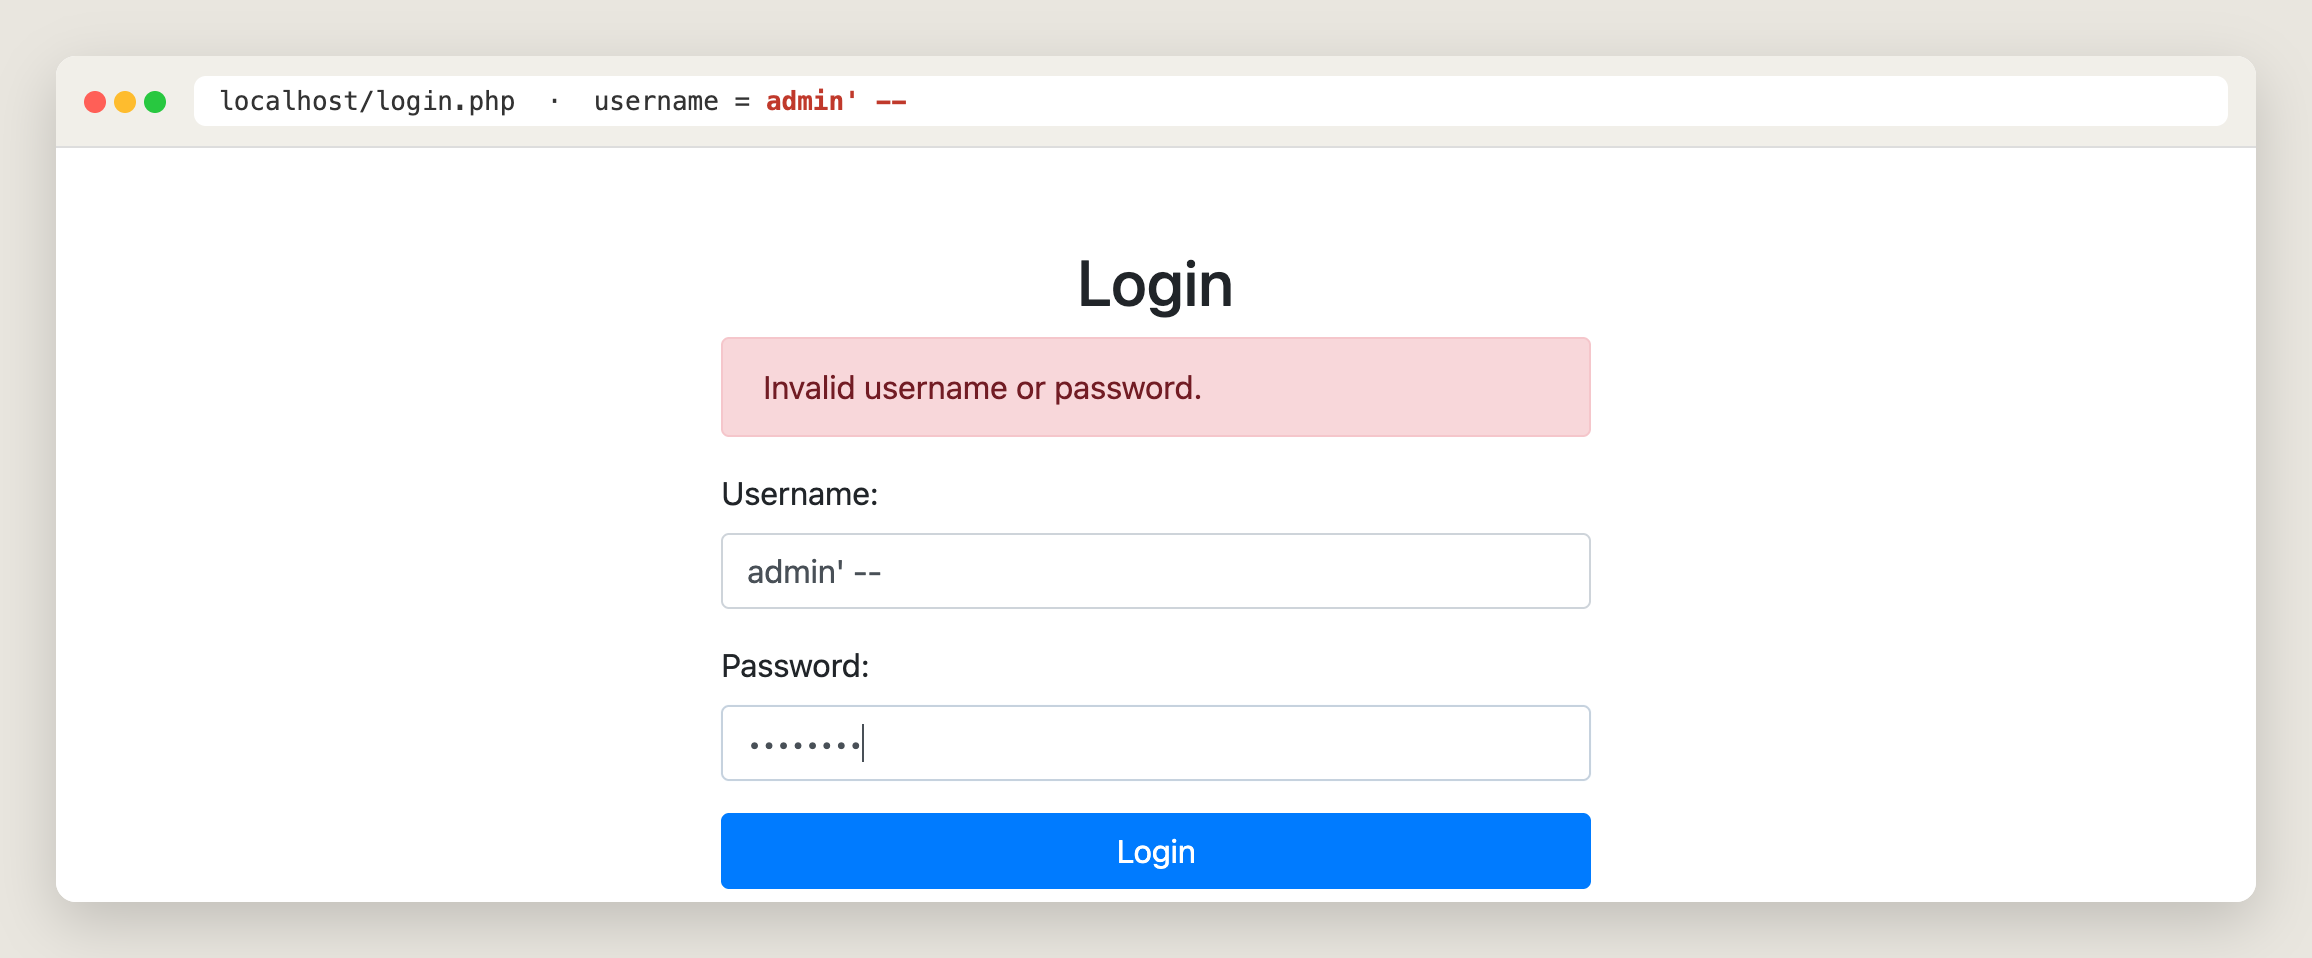 localhost/login.php · username = admin' --
Login
Invalid username or password.
Username:
admin' --
Password:
••••••••
Login